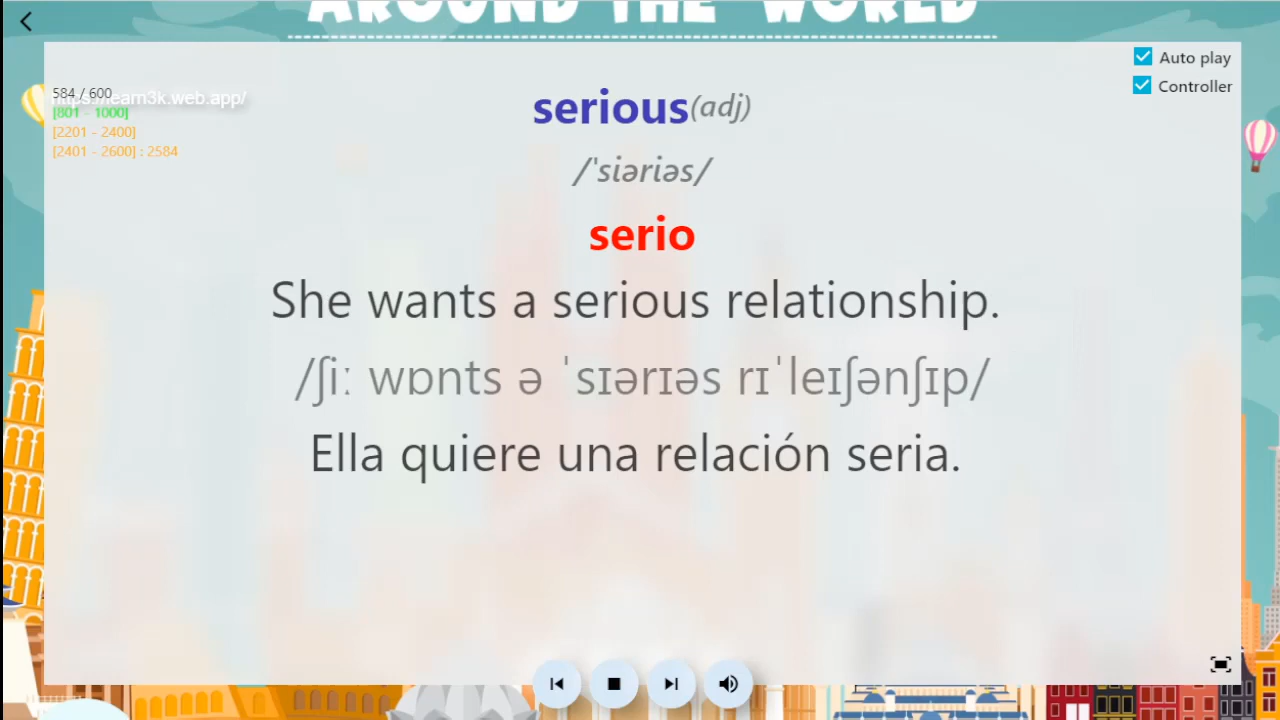 AROUND THE WORLD
Auto play
Controller
584 / 600
https://learn3k.web.app/
[801 - 1000]
[2201 - 2400]
[2401 - 2600] : 2584
serious(adj)
/ˈsiəriəs/
serio
She wants a serious relationship.
/ʃiː wɒnts ə ˈsɪərɪəs rɪˈleɪʃənʃɪp/
Ella quiere una relación seria.